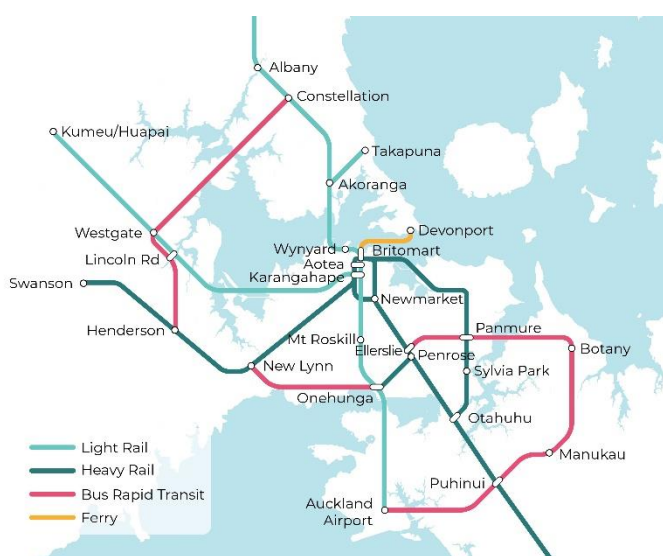 Albany
Constellation
Kumeu/Huapai
Takapuna
Akoranga
Devonport
Westgate
Wynyard
Britomart
Lincoln Rd
Aotea
Karangahape
Swanson
Newmarket
Henderson
Mt Roskill
Panmure
Ellerslie
Penrose
Botany
New Lynn
Sylvia Park
Onehunga
Otahuhu
Light Rail
Heavy Rail
Bus Rapid Transit
Ferry
Manukau
Puhinui
Auckland
Airport